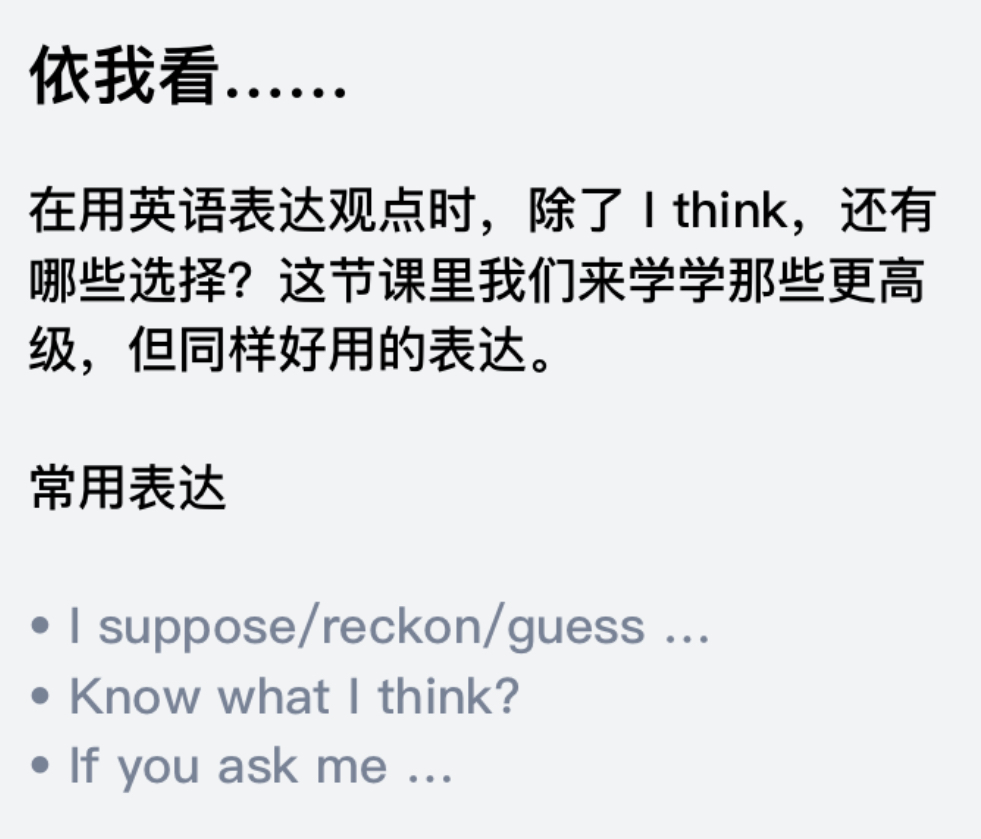 依我看……
在用英语表达观点时，除了 I think，还有
哪些选择？这节课里我们来学学那些更高
级，但同样好用的表达。
常用表达
• I suppose/reckon/guess …
• Know what I think?
• If you ask me …